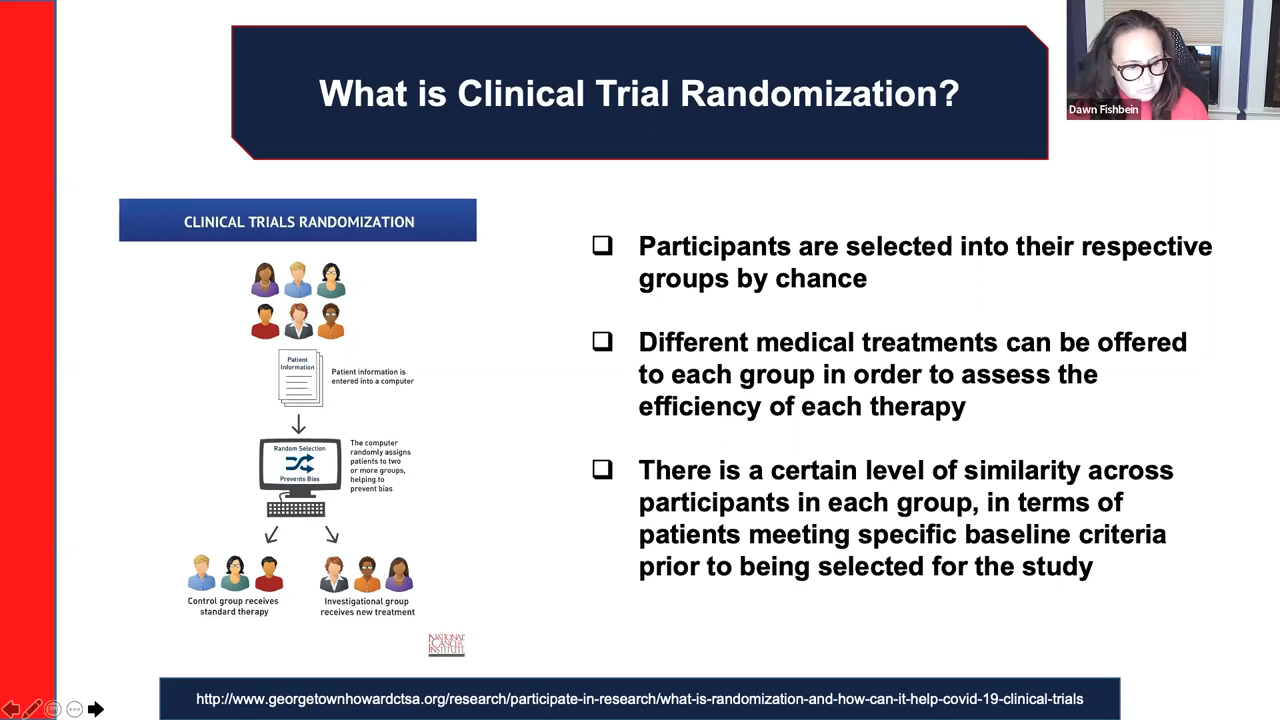 What is Clinical Trial Randomization?
Dawn Fishbein
CLINICAL TRIALS RANDOMIZATION
Patient
Information
Patient information is
entered into a computer
Random Selection
Prevents Bias
The computer
randomly assigns
patients to two
or more groups,
helping to
prevent bias
Control group receives
standard therapy
Investigational group
receives new treatment
NATIONAL
CANCER
INSTITUTE
Participants are selected into their respective
groups by chance
Different medical treatments can be offered
to each group in order to assess the
efficiency of each therapy
There is a certain level of similarity across
participants in each group, in terms of
patients meeting specific baseline criteria
prior to being selected for the study
http://www.georgetownhowardctsa.org/research/participate-in-research/what-is-randomization-and-how-can-it-help-covid-19-clinical-trials